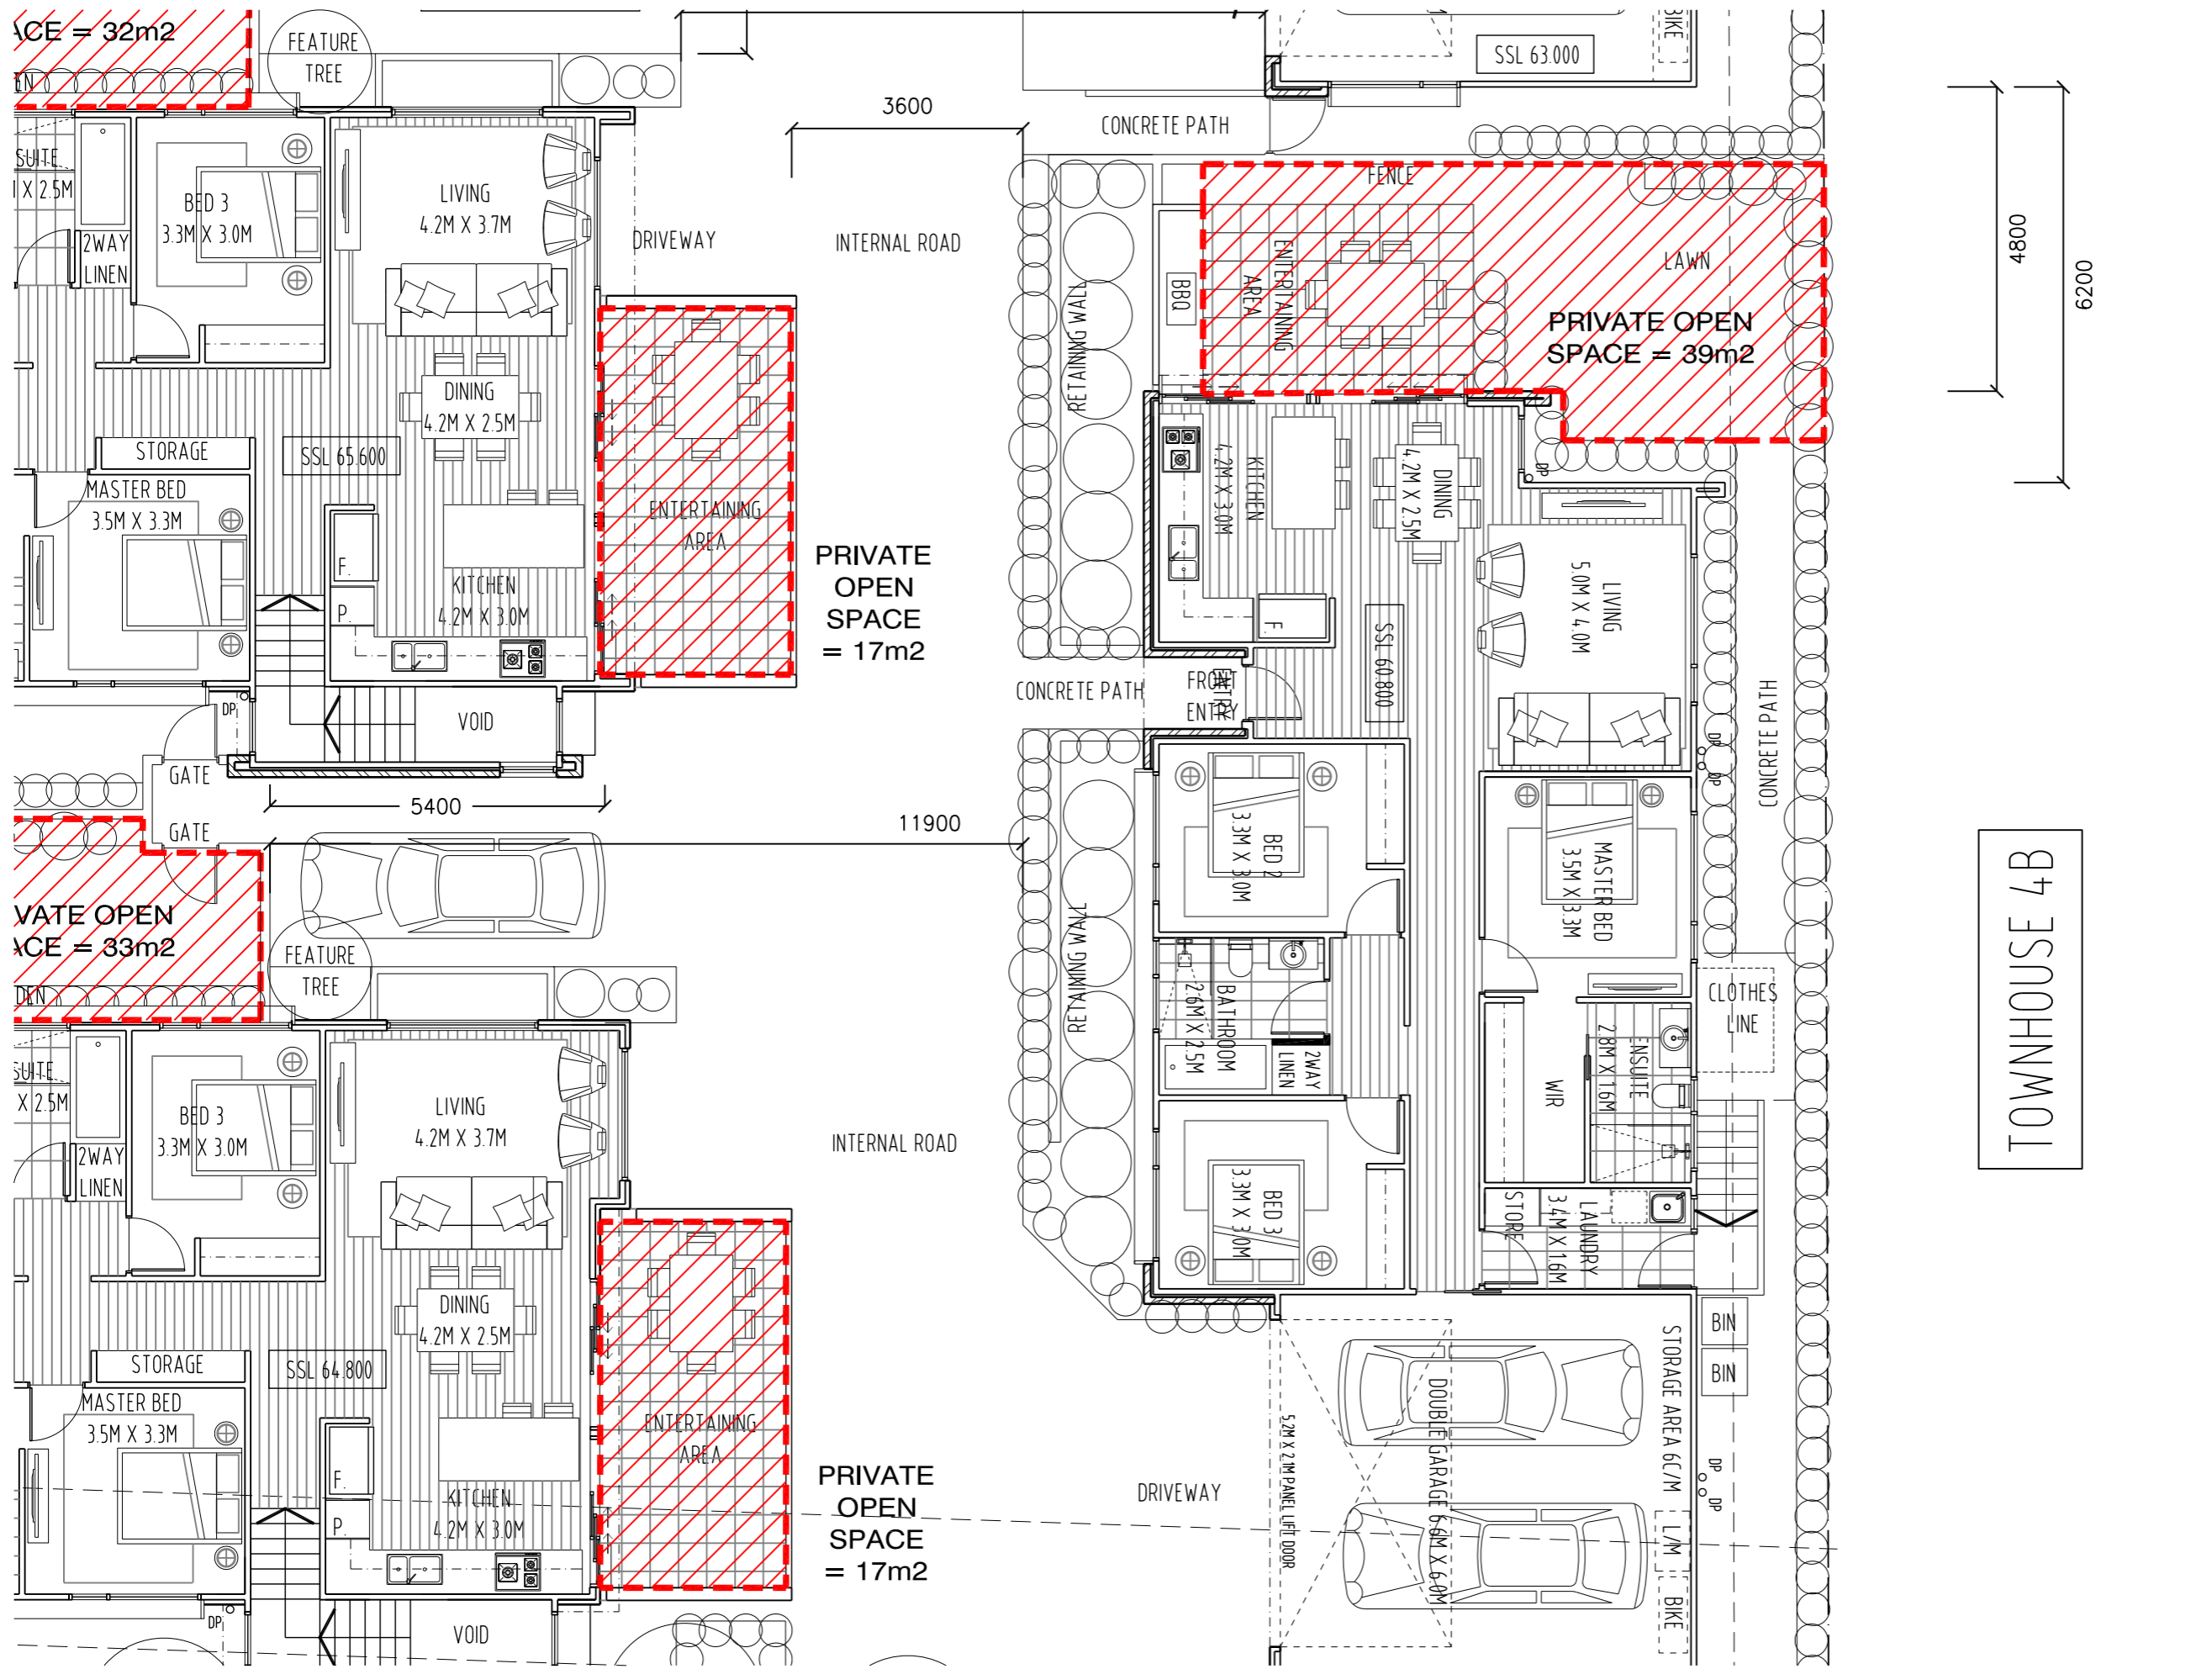 ACE = 32m2
EN
FEATURE
TREE
SSL 63.000
BIKE
3600
CONCRETE PATH
SUITE
X 2.5M
BED 3
3.3M X 3.0M
2WAY
LINEN
LIVING
4.2M X 3.7M
DRIVEWAY
INTERNAL ROAD
FENCE
LAWN
ENTERTAINING
AREA
BBQ
RETAINING WALL
PRIVATE OPEN
SPACE = 39m2
4800
6200
DINING
4.2M X 2.5M
STORAGE
SSL 65.600
MASTER BED
3.5M X 3.3M
ENTERTAINING
AREA
F.
P.
KITCHEN
4.2M X 3.0M
PRIVATE
OPEN
SPACE
= 17m2
KITCHEN
4.2M X 3.0M
DINING
4.2M X 2.5M
DP
LIVING
5.0M X 4.0M
F.
SSL 60.800
CONCRETE PATH
FRONT
ENTRY
ENTRY
DP
VOID
GATE
GATE
5400
11900
DP
DP
CONCRETE PATH
BED 2
3.3M X 3.0M
MASTER BED
3.5M X 3.3M
TOWNHOUSE 4B
VATE OPEN
ACE = 33m2
DEN
FEATURE
TREE
RETAINING WALL
BATHROOM
2.6M X 2.5M
2WAY
LINEN
CLOTHES
LINE
ENSUITE
2.8M X 1.6M
WIR
SUITE
X 2.5M
BED 3
3.3M X 3.0M
2WAY
LINEN
LIVING
4.2M X 3.7M
INTERNAL ROAD
BED 3
3.3M X 3.0M
STORE
LAUNDRY
3.4M X 1.6M
DINING
4.2M X 2.5M
STORAGE
SSL 64.800
MASTER BED
3.5M X 3.3M
ENTERTAINING
AREA
F.
P.
KITCHEN
4.2M X 3.0M
PRIVATE
OPEN
SPACE
= 17m2
DRIVEWAY
5.2M X 2.1M PANEL LIFT DOOR
DOUBLE GARAGE 6.6M X 6.0M
STORAGE AREA 6C/M
BIN
BIN
DP
DP
L/M
BIKE
DP
VOID